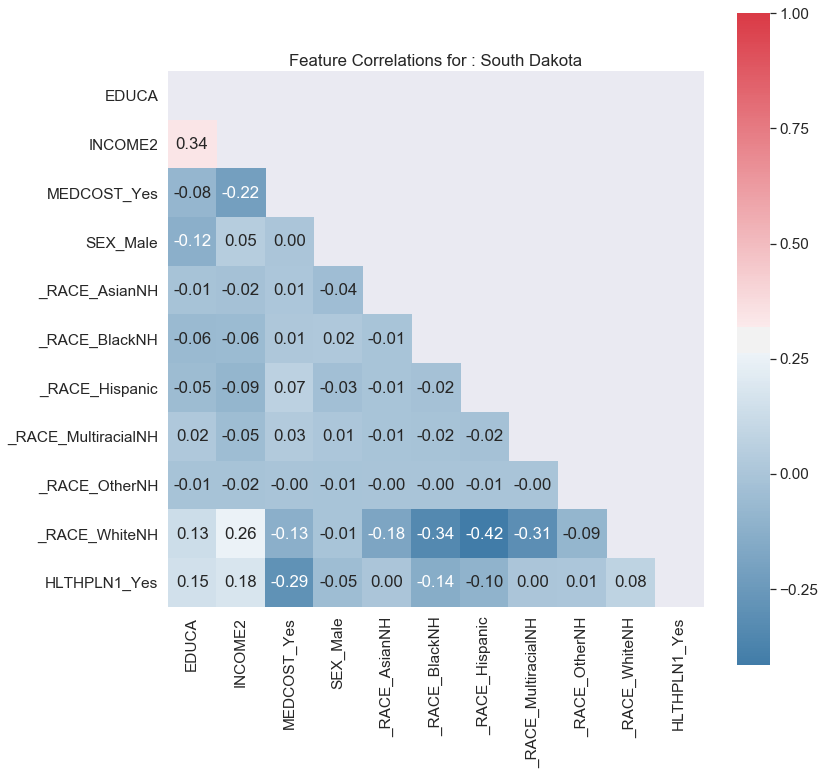 Feature Correlations for : South Dakota
EDUCA
INCOME2 0.34
MEDCOST_Yes -0.08 -0.22
SEX_Male -0.12 0.05 0.00
_RACE_AsianNH -0.01 -0.02 0.01 -0.04
_RACE_BlackNH -0.06 -0.06 0.01 0.02 -0.01
_RACE_Hispanic -0.05 -0.09 0.07 -0.03 -0.01 -0.02
_RACE_MultiracialNH 0.02 -0.05 0.03 0.01 -0.01 -0.02 -0.02
_RACE_OtherNH -0.01 -0.02 -0.00 -0.01 -0.00 -0.00 -0.01 -0.00
_RACE_WhiteNH 0.13 0.26 -0.13 -0.01 -0.18 -0.34 -0.42 -0.31 -0.09
HLTHPLN1_Yes 0.15 0.18 -0.29 -0.05 0.00 -0.14 -0.10 0.00 0.01 0.08
EDUCA
INCOME2
MEDCOST_Yes
SEX_Male
_RACE_AsianNH
_RACE_BlackNH
_RACE_Hispanic
_RACE_MultiracialNH
_RACE_OtherNH
_RACE_WhiteNH
HLTHPLN1_Yes
1.00
0.75
0.50
0.25
0.00
−0.25